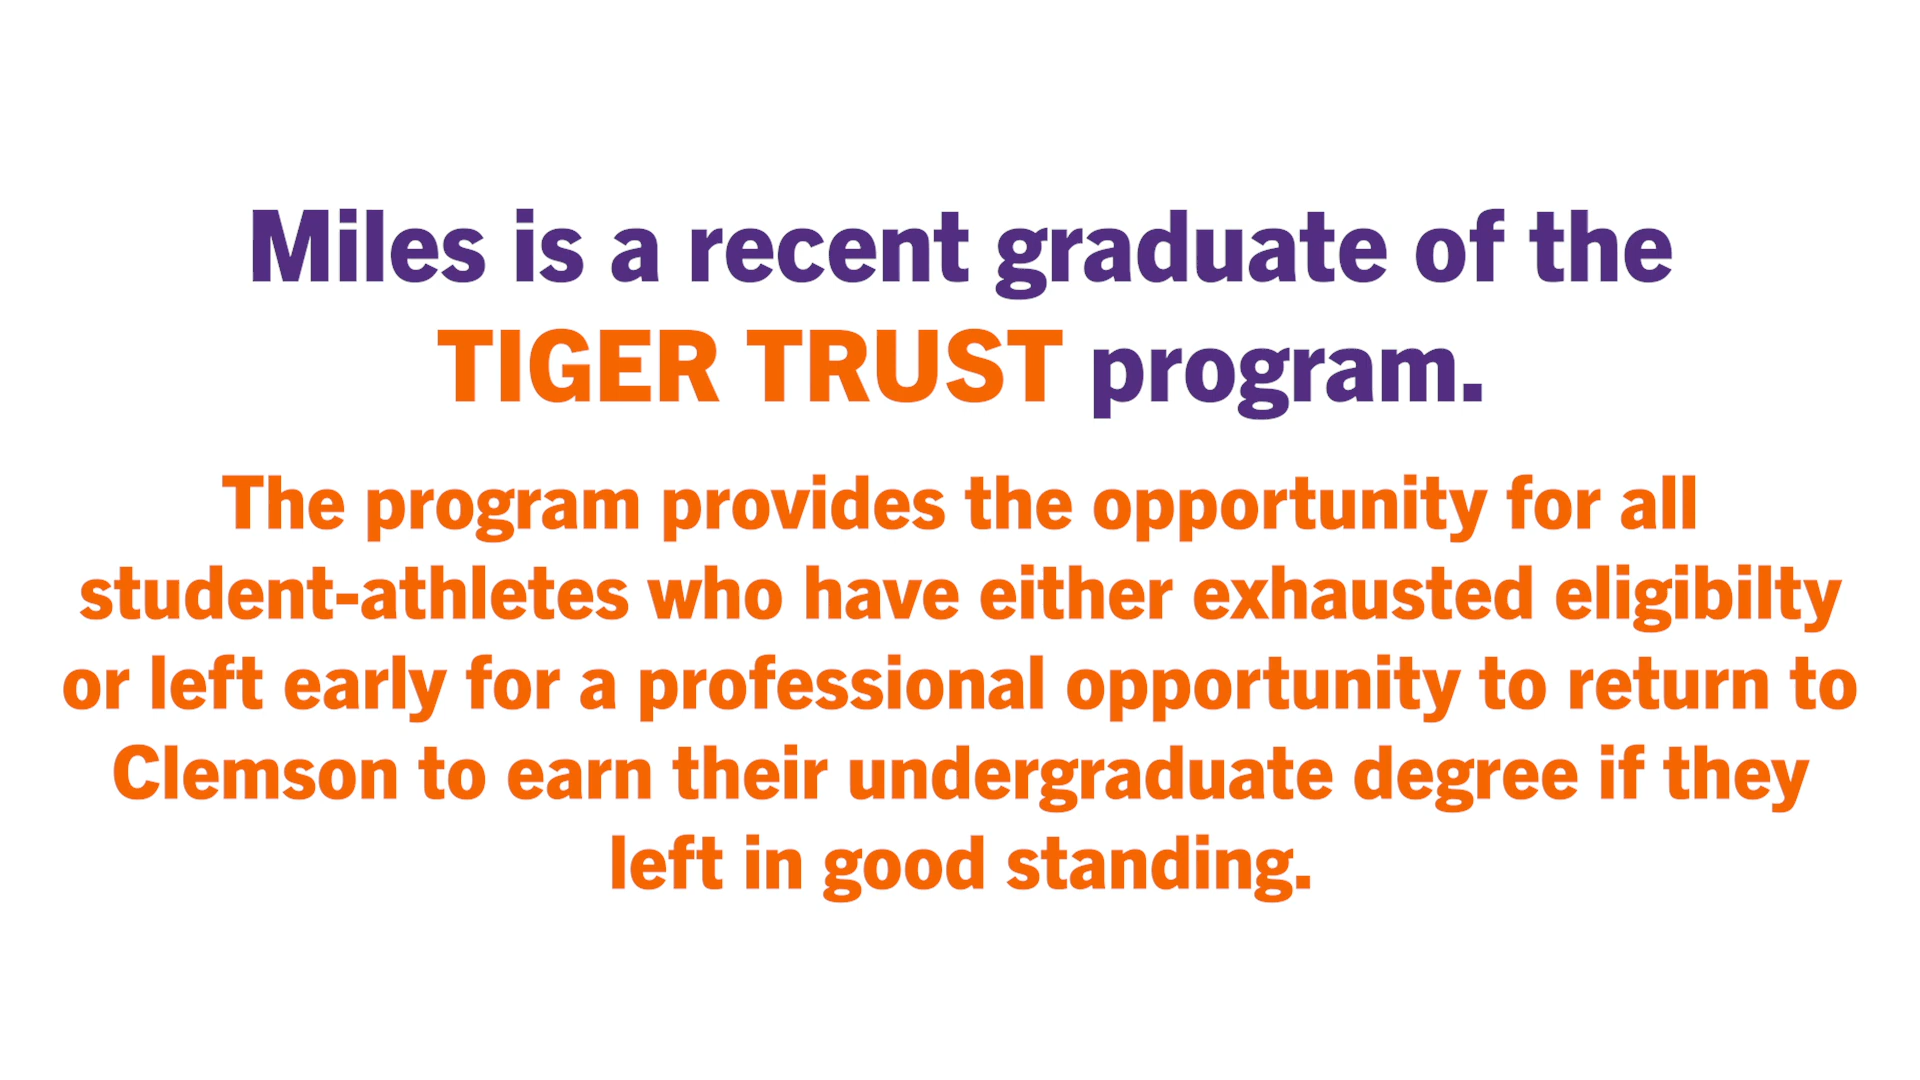 Miles is a recent graduate of the
TIGER TRUST program.
The program provides the opportunity for all
student-athletes who have either exhausted eligibilty
or left early for a professional opportunity to return to
Clemson to earn their undergraduate degree if they
left in good standing.